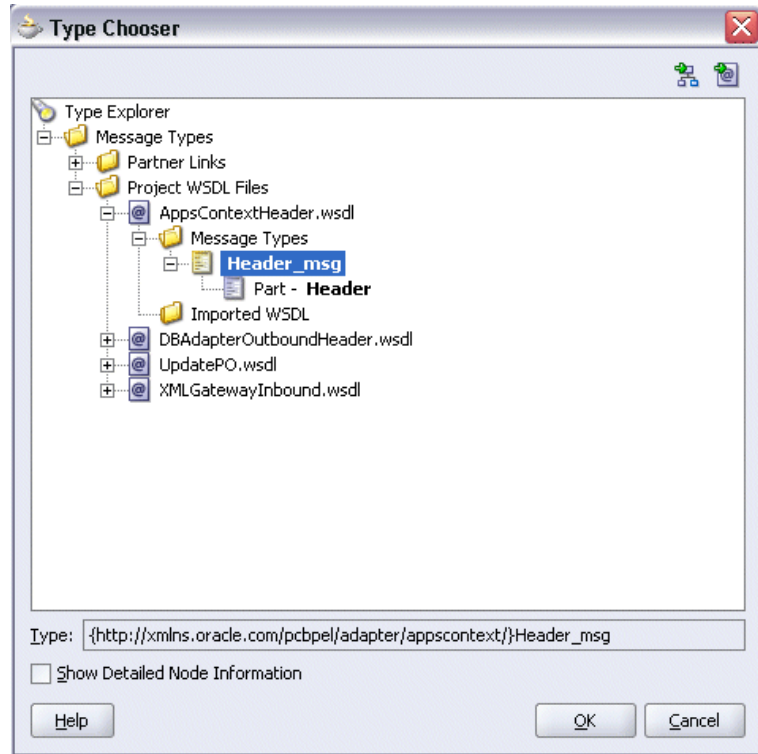 Type Chooser
Type Explorer
Message Types
Partner Links
Project WSDL Files
AppsContextHeader.wsdl
Message Types
Header_msg
Part - Header
Imported WSDL
DBAdapterOutboundHeader.wsdl
UpdatePO.wsdl
XMLGatewayInbound.wsdl
Type: {http://xmlns.oracle.com/pcbpel/adapter/appscontext/}Header_msg
Show Detailed Node Information
Help OK Cancel